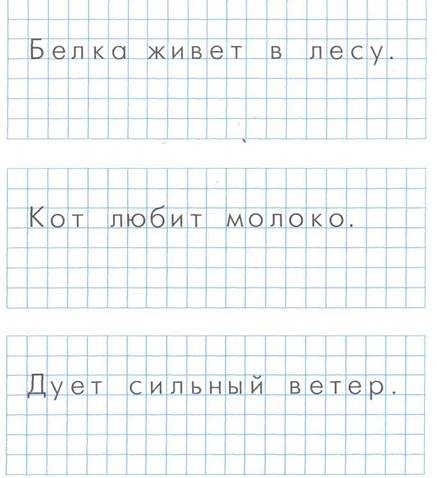 Белка живет в лесу.
Кот любит молоко.
Дует сильный ветер.